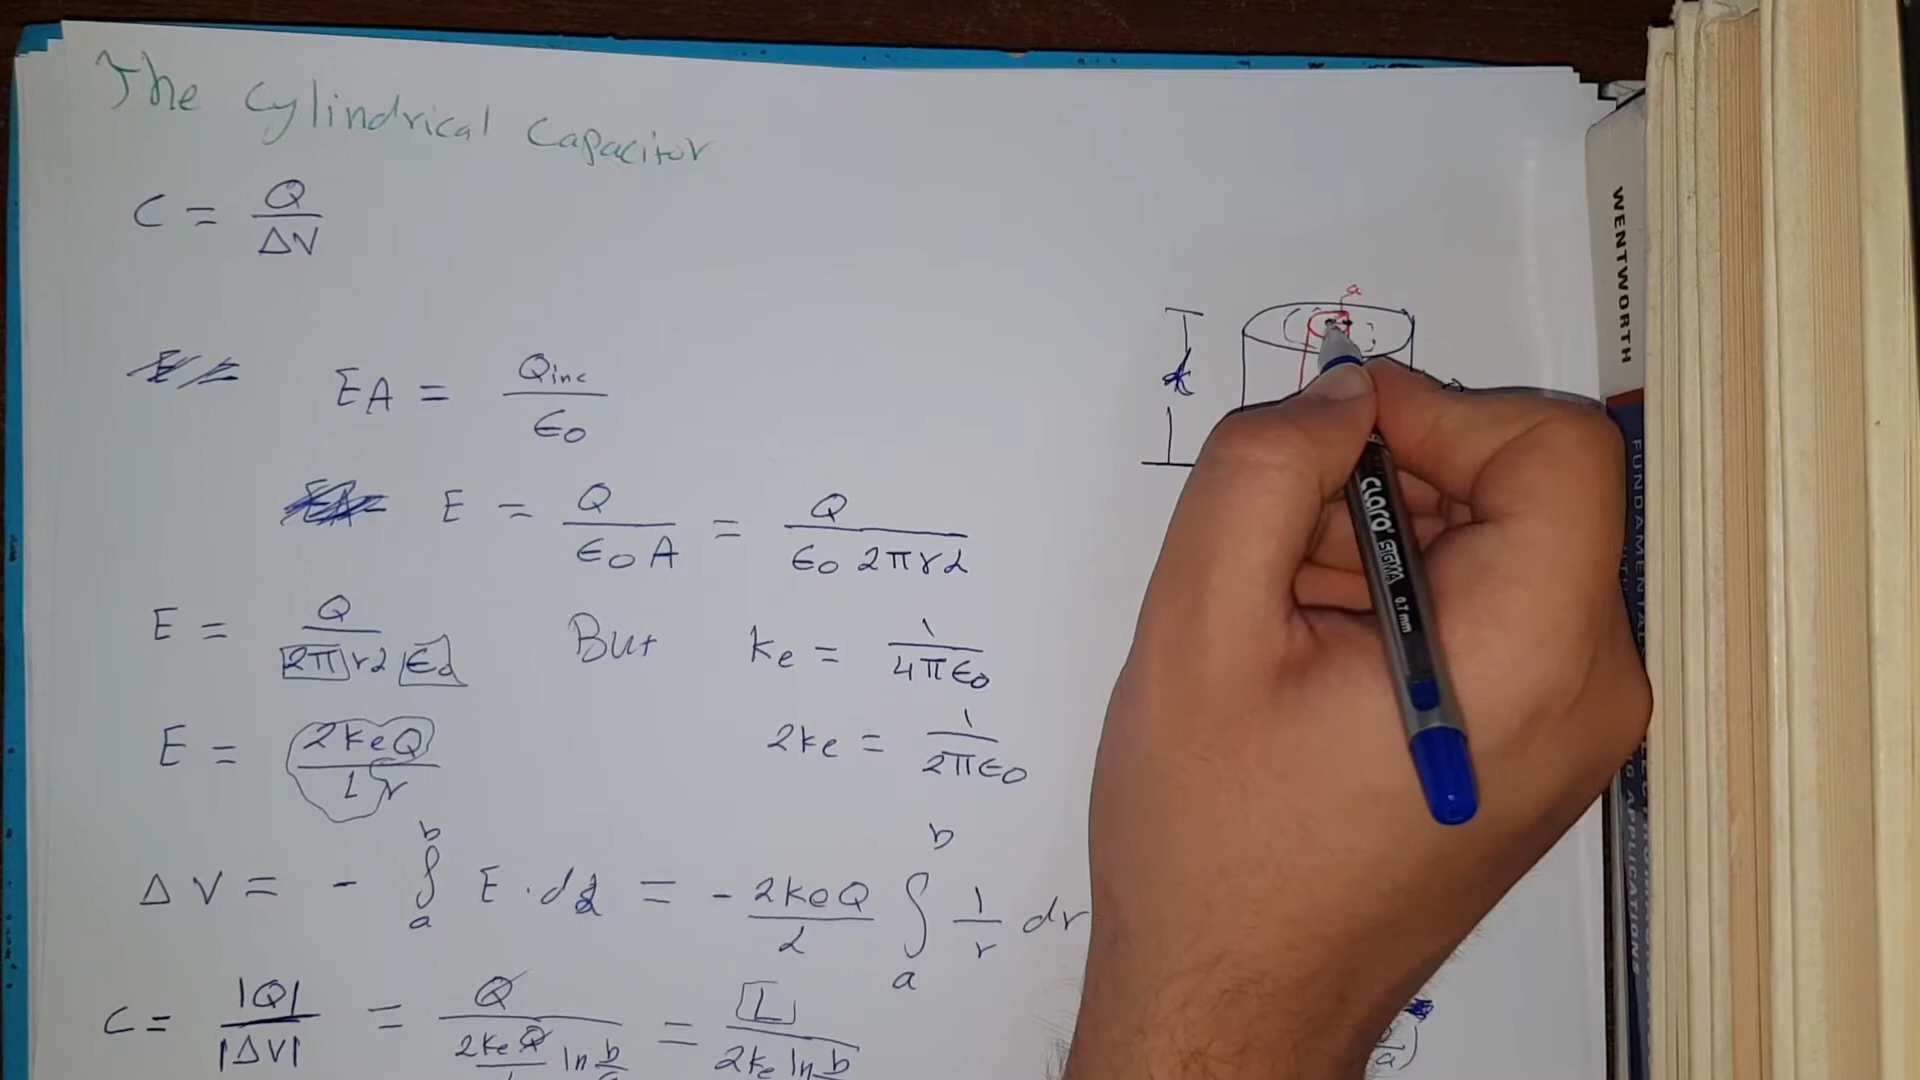 The Cylindrical Capacitor
C = Q / ΔV
EA = Qinc / ϵ0
E = Q / ϵ0 A = Q / ϵ0 2πrL
E = Q / 2πrL ϵ0 But ke = 1 / 4πϵ0
E = 2keQ / Lr 2ke = 1 / 2πϵ0
ΔV = - ∫ₐᵇ E · dL = - 2keQ / L ∫ₐᵇ 1/r dr
C = |Q| / |ΔV| = Q / 2keQ ln b = L / 2ke ln b
a
a)
Claro SIGMA 0.7 mm
WENTWORTH
FUNDAMENTAL
APPLICATIONS